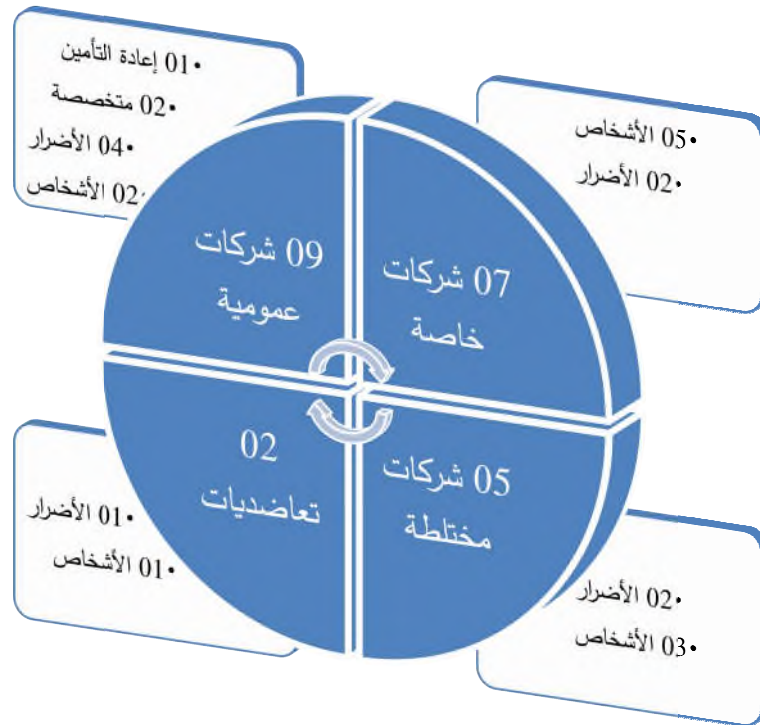 •05 الأشخاص
•02 الأضرار
07 شركات
خاصة
•01 إعادة التأمين
•02 متخصصة
•04 الأضرار
•02 الأشخاص
09 شركات
عمومية
05 شركات
مختلطة
•02 الأضرار
•03 الأشخاص
02
تعاضديات
•01 الأضرار
•01 الأشخاص